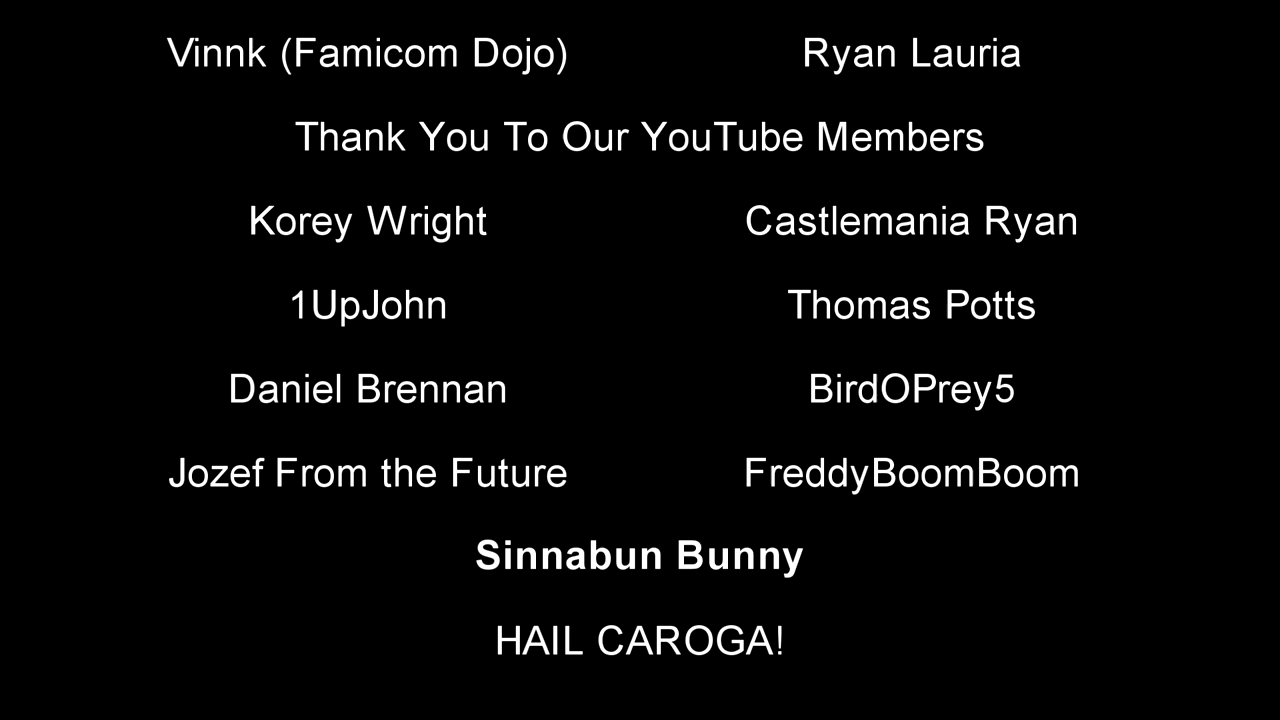 Vinnk (Famicom Dojo) Ryan Lauria
Thank You To Our YouTube Members
Korey Wright Castlemania Ryan
1UpJohn Thomas Potts
Daniel Brennan BirdOPrey5
Jozef From the Future FreddyBoomBoom
Sinnabun Bunny
HAIL CAROGA!